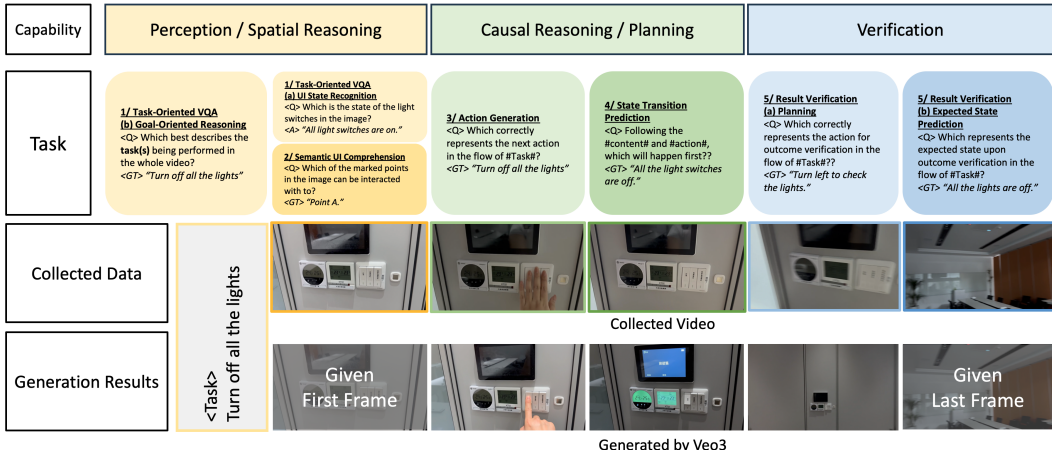 Capability
Perception / Spatial Reasoning
Causal Reasoning / Planning
Verification
Task
1/ Task-Oriented VQA
(b) Goal-Oriented Reasoning
<Q> Which best describes the
task(s) being performed in
the whole video?
<GT> “Turn off all the lights”
1/ Task-Oriented VQA
(a) UI State Recognition
<Q> Which is the state of the light
switches in the image?
<A> “All light switches are on.”
2/ Semantic UI Comprehension
<Q> Which of the marked points
in the image can be interacted
with to?
<GT> “Point A.”
3/ Action Generation
<Q> Which correctly
represents the next action
in the flow of #Task#?
<GT> “Turn off all the lights”
4/ State Transition
Prediction
<Q> Following the
#content# and #action#,
which will happen first??
<GT> “All the light switches
are off.”
5/ Result Verification
(a) Planning
<Q> Which correctly
represents the action for
outcome verification in the
flow of #Task#??
<GT> “Turn left to check
the lights.”
5/ Result Verification
(b) Expected State
Prediction
<Q> Which represents the
expected state upon
outcome verification in the
flow of #Task#?
<GT> “All the lights are off.”
Collected Data
<Task>
Turn off all the lights
Collected Video
Generation Results
Given
First Frame
Given
Last Frame
Generated by Veo3